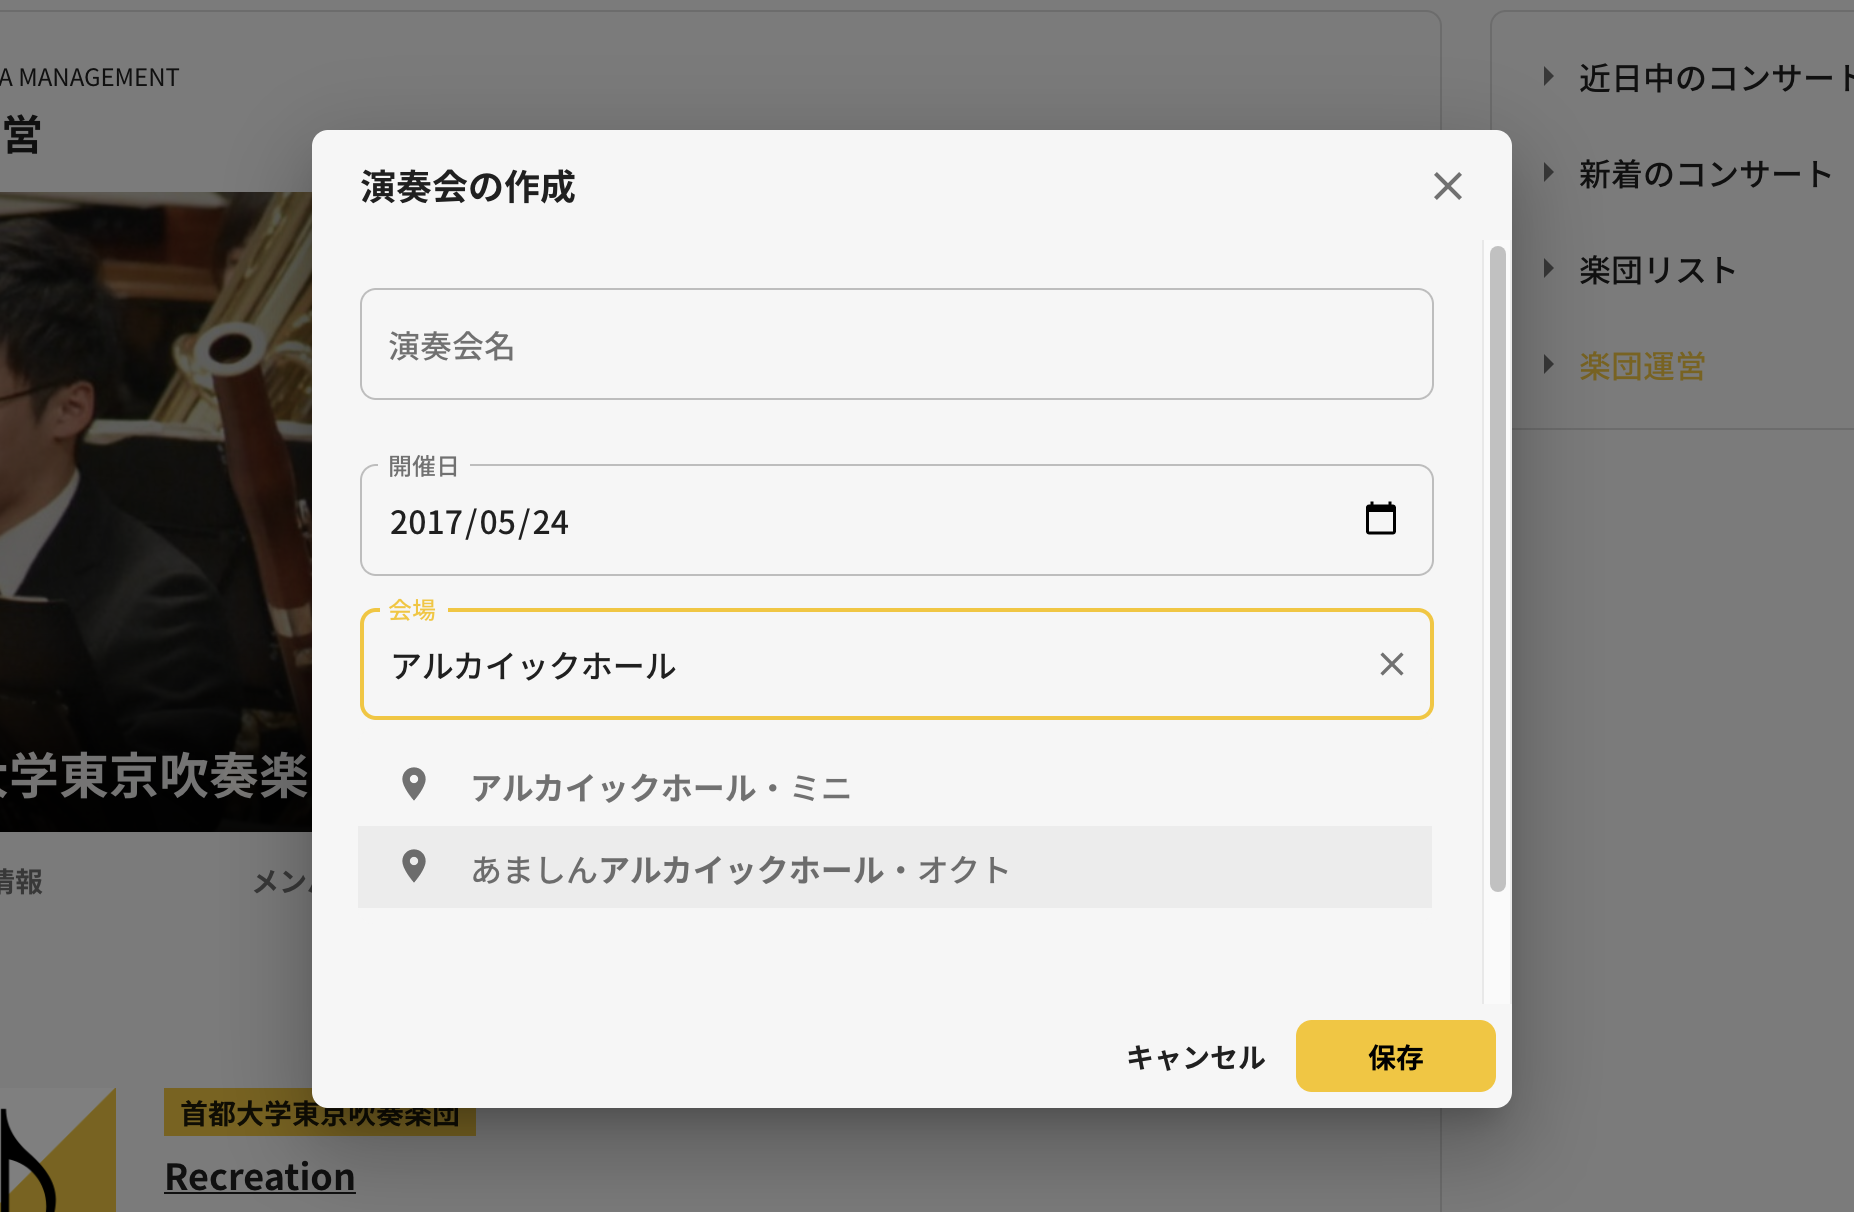 A MANAGEMENT
営
近日中のコンサート
新着のコンサート
楽団リスト
楽団運営
演奏会の作成
演奏会名
開催日
2017/05/24
会場
アルカイックホール
アルカイックホール・ミニ
あましんアルカイックホール・オクト
キャンセル
保存
大学東京吹奏楽
情報
メン
首都大学東京吹奏楽団
Recreation